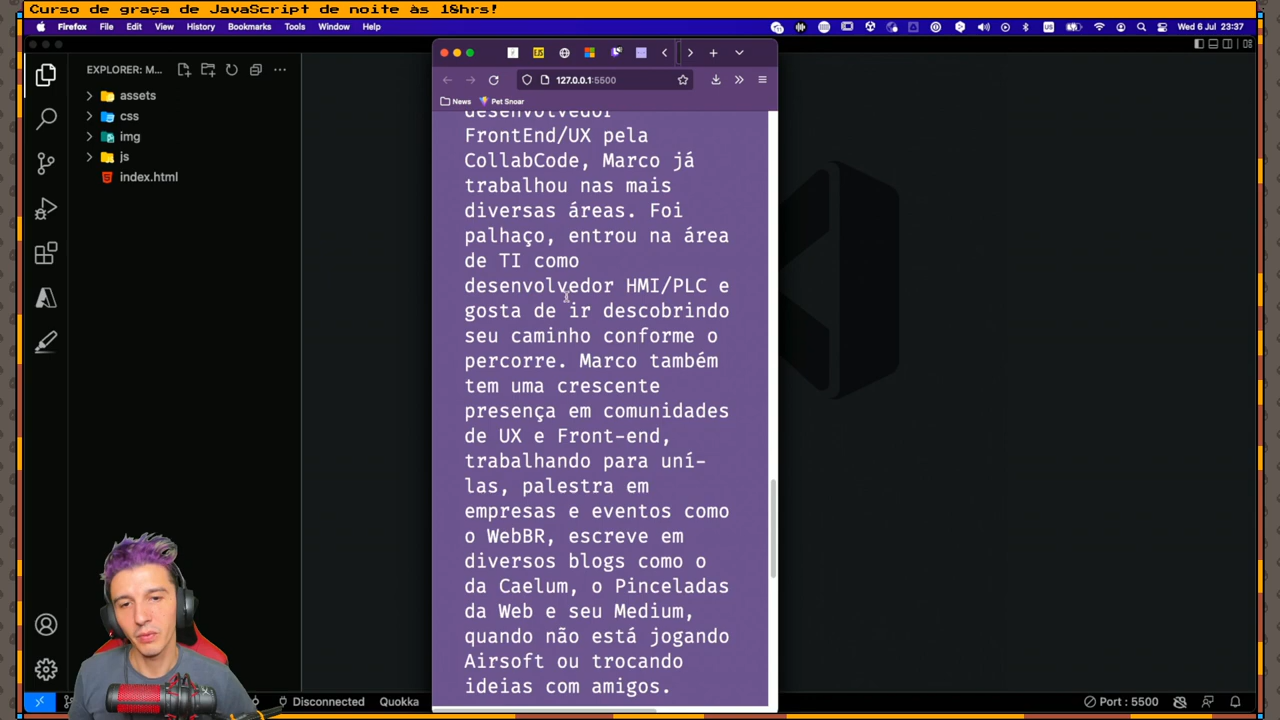 Curso de graça de JavaScript de noite às 18hrs!
Firefox File Edit View History Bookmarks Tools Window Help
US
Wed 6 Jul 23:37
EXPLORER: M...
127.0.0.1:5500
News
Pet Snoar
assets
css
img
js
index.html
desenvolvedor
FrontEnd/UX pela
CollabCode, Marco já
trabalhou nas mais
diversas áreas. Foi
palhaço, entrou na área
de TI como
desenvolvedor HMI/PLC e
gosta de ir descobrindo
seu caminho conforme o
percorre. Marco também
tem uma crescente
presença em comunidades
de UX e Front-end,
trabalhando para uní-
las, palestra em
empresas e eventos como
o WebBR, escreve em
diversos blogs como o
da Caelum, o Pinceladas
da Web e seu Medium,
quando não está jogando
Airsoft ou trocando
ideias com amigos.
Disconnected
Quokka
Port : 5500